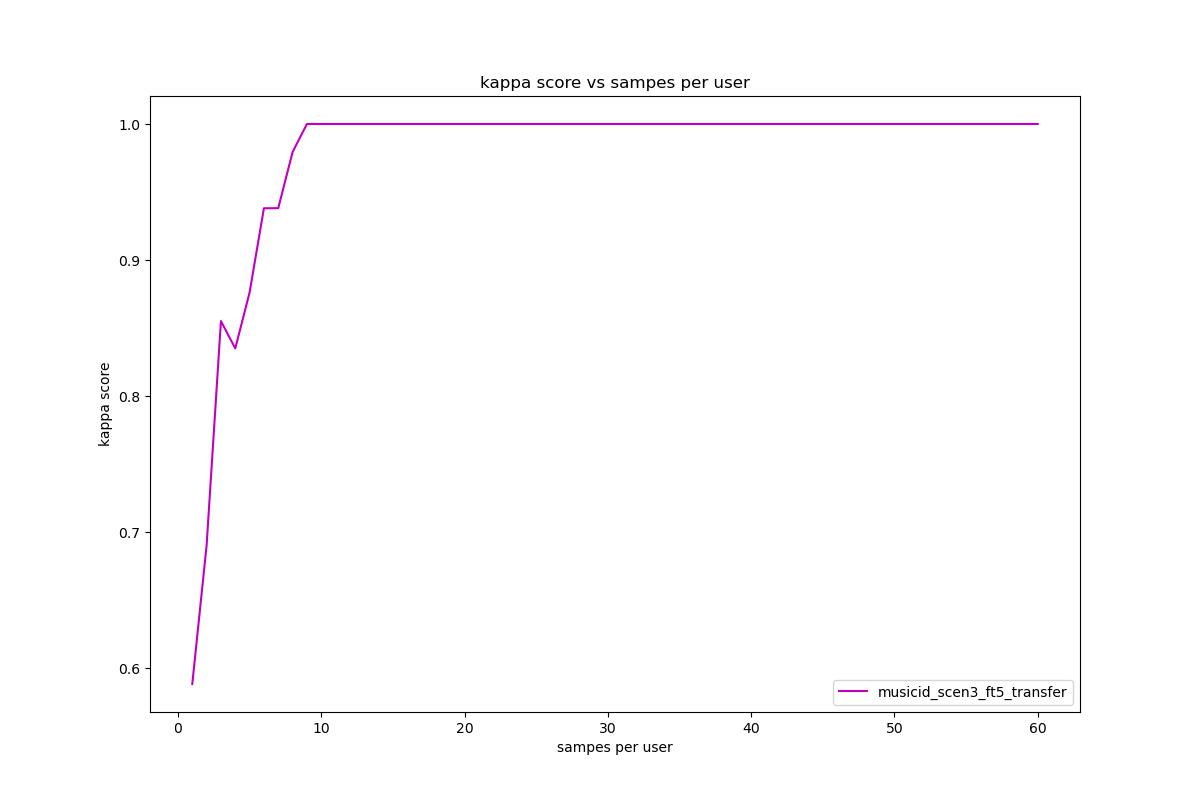 kappa score vs sampes per user
1.0
0.9
0.8
0.7
0.6
kappa score
musicid_scen3_ft5_transfer
0 10 20 30 40 50 60
sampes per user